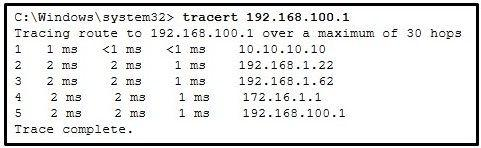 C:\Windows\system32> tracert 192.168.100.1
Tracing route to 192.168.100.1 over a maximum of 30 hops
1 1 ms <1 ms <1 ms 10.10.10.10
2 2 ms 2 ms 1 ms 192.168.1.22
3 2 ms 2 ms 1 ms 192.168.1.62
4 2 ms 2 ms 1 ms 172.16.1.1
5 2 ms 2 ms 1 ms 192.168.100.1
Trace complete.